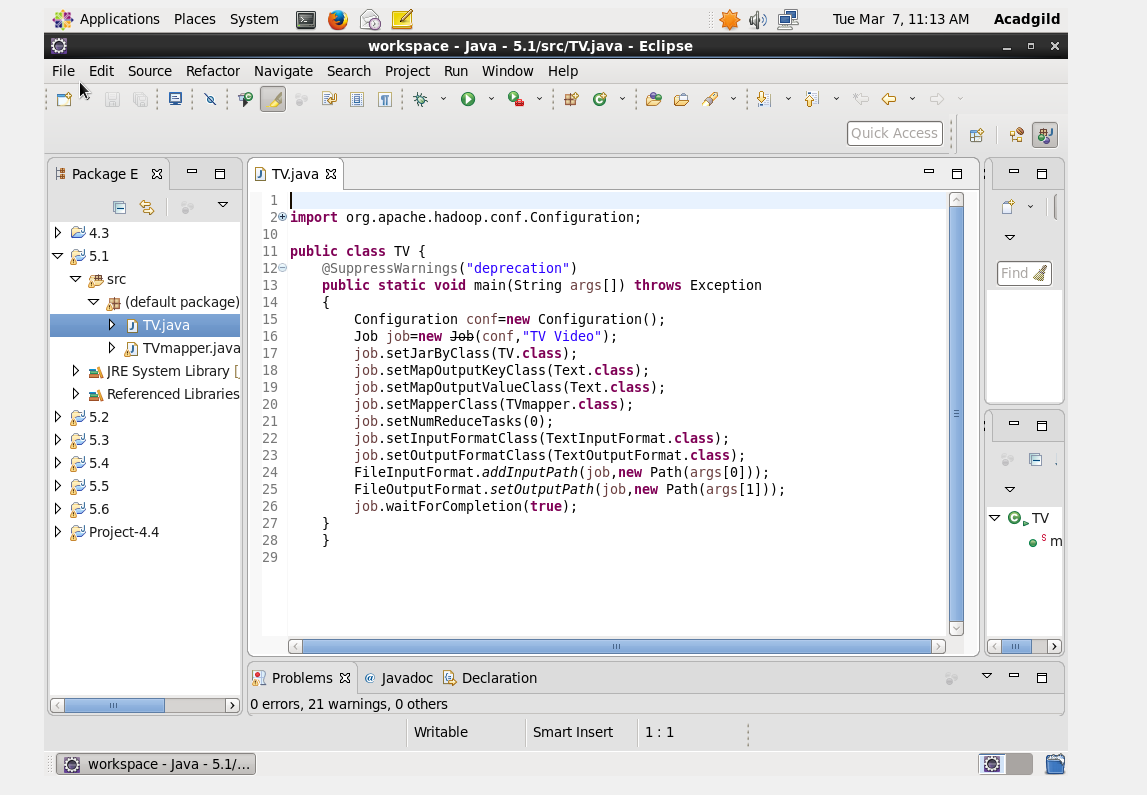 Applications Places System Tue Mar 7, 11:13 AM Acadgild
workspace - Java - 5.1/src/TV.java - Eclipse
File Edit Source Refactor Navigate Search Project Run Window Help
Quick Access
Package E
4.3
5.1
src
(default package)
TV.java
TVmapper.java
JRE System Library [
Referenced Libraries
5.2
5.3
5.4
5.5
5.6
Project-4.4
TV.java
1
2 import org.apache.hadoop.conf.Configuration;
10
11 public class TV {
12 @SuppressWarnings("deprecation")
13 public static void main(String args[]) throws Exception
14 {
15 Configuration conf=new Configuration();
16 Job job=new Job(conf,"TV Video");
17 job.setJarByClass(TV.class);
18 job.setMapOutputKeyClass(Text.class);
19 job.setMapOutputValueClass(Text.class);
20 job.setMapperClass(TVmapper.class);
21 job.setNumReduceTasks(0);
22 job.setInputFormatClass(TextInputFormat.class);
23 job.setOutputFormatClass(TextOutputFormat.class);
24 FileInputFormat.addInputPath(job,new Path(args[0]));
25 FileOutputFormat.setOutputPath(job,new Path(args[1]));
26 job.waitForCompletion(true);
27 }
28 }
29
Find
TV
S m
Problems @ Javadoc Declaration
0 errors, 21 warnings, 0 others
Writable Smart Insert 1 : 1
workspace - Java - 5.1/...